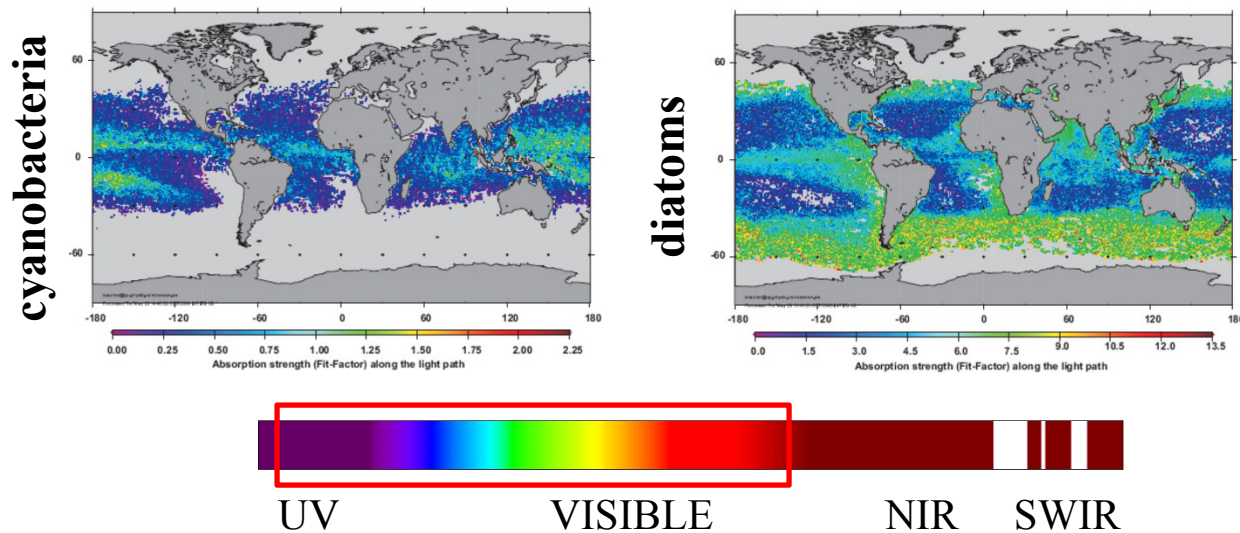 cyanobacteria
60
0
-60
-180
-120
-60
0
60
120
180
0.00 0.25 0.50 0.75 1.00 1.25 1.50 1.75 2.00 2.25
Absorption strength (Fit-Factor) along the light path
diatoms
60
0
-60
-180
-120
-60
0
60
120
180
0.0 1.5 3.0 4.5 6.0 7.5 9.0 10.5 12.0 13.5
Absorption strength (Fit-Factor) along the light path
UV VISIBLE NIR SWIR